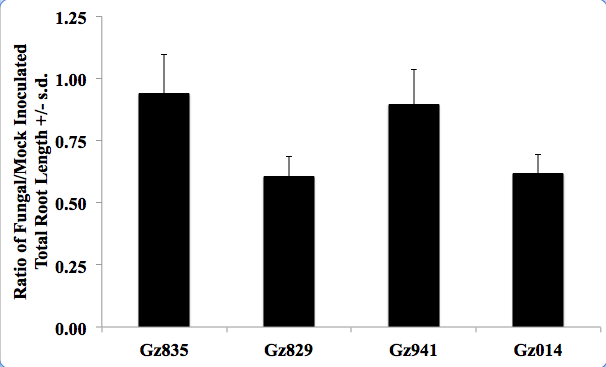 Ratio of Fungal/Mock Inoculated
Total Root Length +/- s.d.
1.25
1.00
0.75
0.50
0.25
0.00
Gz835 Gz829 Gz941 Gz014